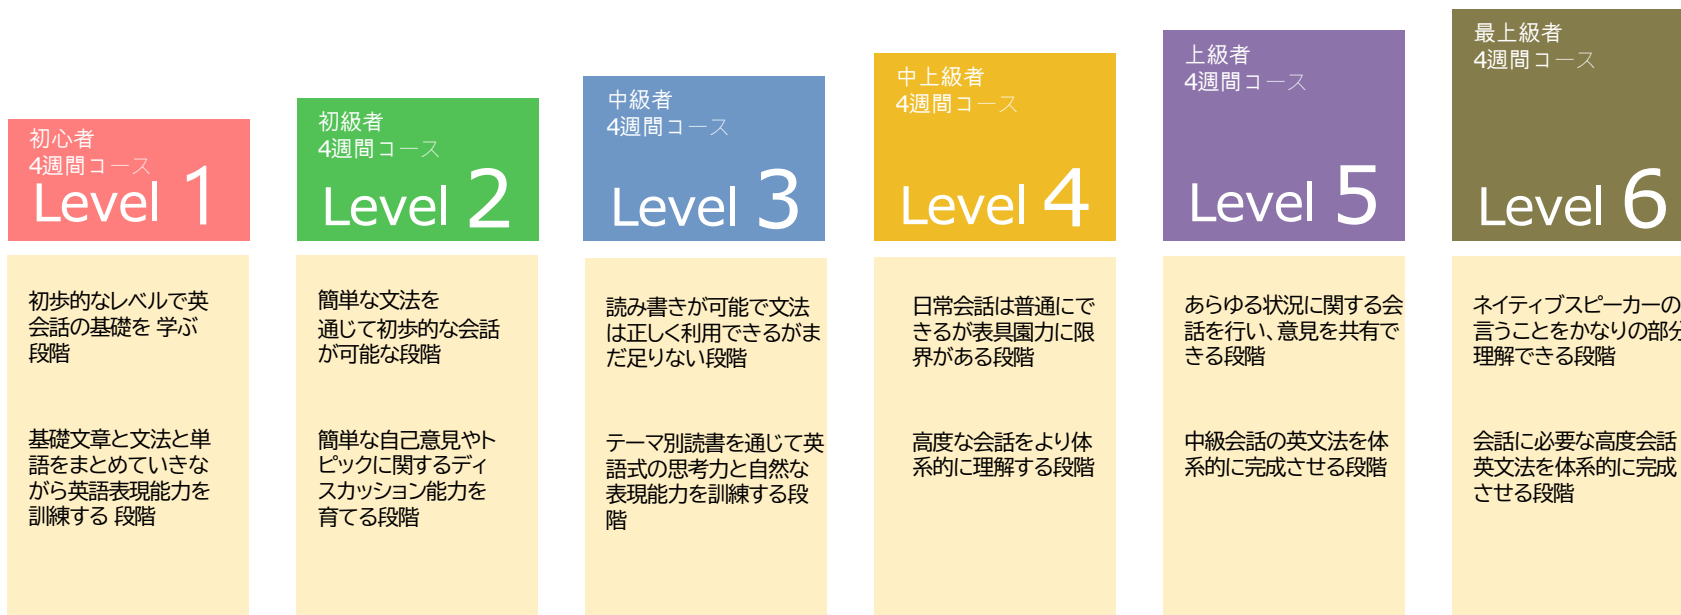 初心者
4週間コース
Level 1
初歩的なレベルで英
会話の基礎を 学ぶ
段階
基礎文章と文法と単
語をまとめていきな
がら英語表現能力を
訓練する 段階
初級者
4週間コース
Level 2
簡単な文法を
通じて初歩的な会話
が可能な段階
簡単な自己意見やト
ピックに関するディ
スカッション能力を
育てる段階
中級者
4週間コース
Level 3
読み書きが可能で文法
は正しく利用できるがま
だ足りない段階
テーマ別読書を通じて英
語式の思考力と自然な
表現能力を訓練する段
階
中上級者
4週間コース
Level 4
日常会話は普通にで
きるが表具園力に限
界がある段階
高度な会話をより体
系的に理解する段階
上級者
4週間コース
Level 5
あらゆる状況に関する会
話を行い、意見を共有で
きる段階
中級会話の英文法を体
系的に完成させる段階
最上級者
4週間コース
Level 6
ネイティブスピーカーの
言うことをかなりの部分
理解できる段階
会話に必要な高度会話
英文法を体系的に完成
させる段階